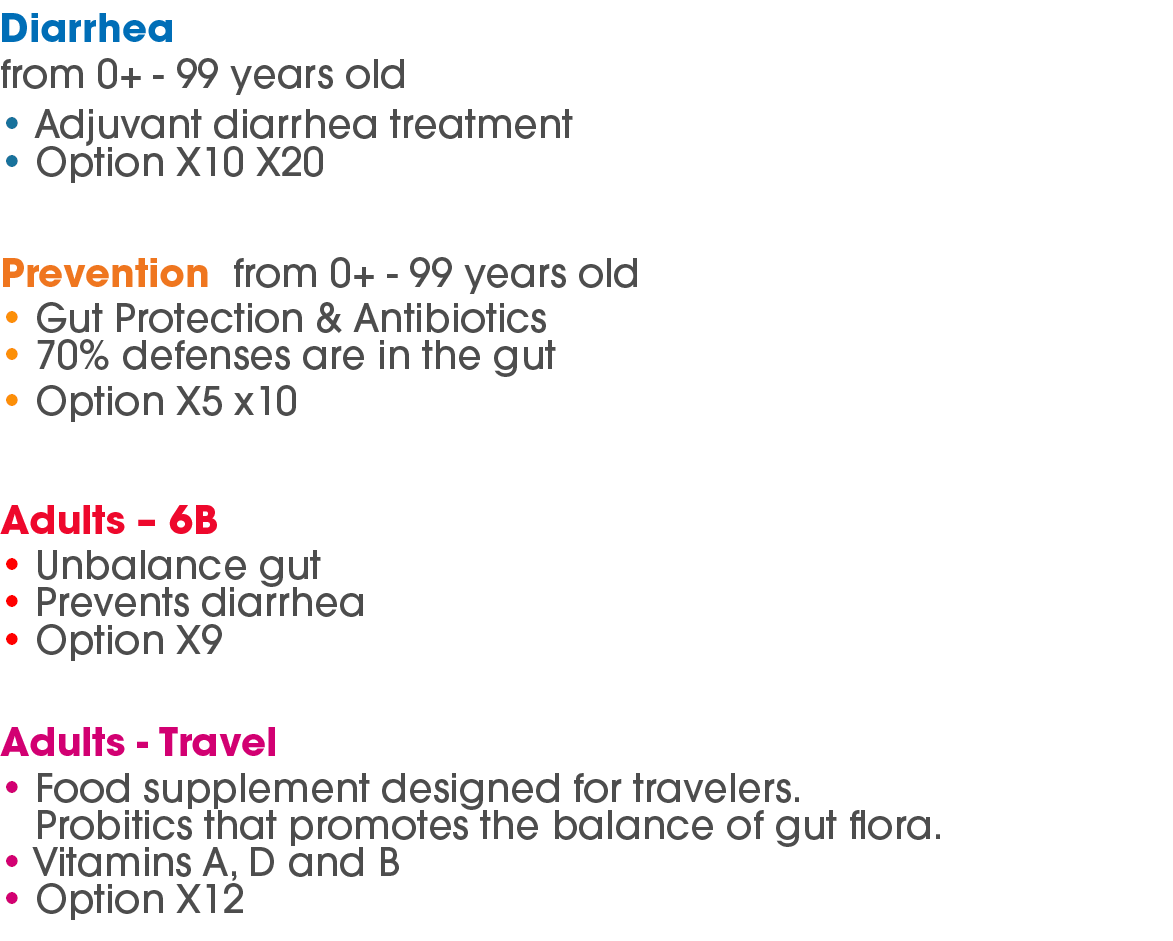 Diarrhea
from 0+ - 99 years old
• Adjuvant diarrhea treatment
• Option X10 X20
Prevention from 0+ - 99 years old
• Gut Protection & Antibiotics
• 70% defenses are in the gut
• Option X5 x10
Adults – 6B
• Unbalance gut
• Prevents diarrhea
• Option X9
Adults - Travel
• Food supplement designed for travelers.
Probitics that promotes the balance of gut flora.
• Vitamins A, D and B
• Option X12